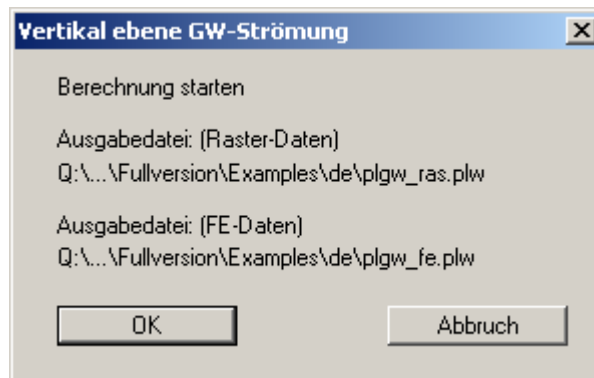 Vertikal ebene GW-Strömung
Berechnung starten
Ausgabedatei: (Raster-Daten)
Q:\...\Fullversion\Examples\de\plgw_ras.plw
Ausgabedatei: (FE-Daten)
Q:\...\Fullversion\Examples\de\plgw_fe.plw
OK
Abbruch